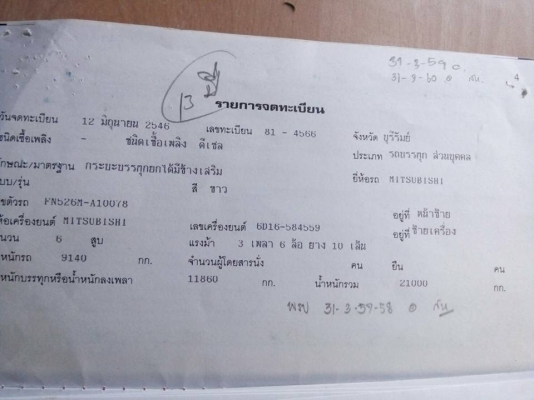 31-3-59
31-3-60
4
13 ปี
รายการจดทะเบียน
วันจดทะเบียน 12 มิถุนายน 2546 เลขทะเบียน 81 - 4566 จังหวัด บุรีรัมย์
ชนิดเชื้อเพลิง - ชนิดเชื้อเพลิง ดีเซล ประเภท รถบรรทุก ส่วนบุคคล
ลักษณะ/มาตรฐาน กระบะบรรทุกยกได้มีข้างเสริม ยี่ห้อรถ MITSUBISHI
แบบ/รุ่น สี ขาว
เลขตัวรถ FN526M-A10078 อยู่ที่ หน้าซ้าย
ยี่ห้อเครื่องยนต์ MITSUBISHI เลขเครื่องยนต์ 6D16-584559 อยู่ที่ ซ้ายเครื่อง
จำนวน 6 สูบ แรงม้า 3 เพลา 6 ล้อ ยาง 10 เส้น
น้ำหนักรถ 9140 กก. จำนวนผู้โดยสารนั่ง คน ยืน คน
น้ำหนักบรรทุกหรือน้ำหนักลงเพลา 11860 กก. น้ำหนักรวม 21000 กก.
พรบ 31-3-57-58